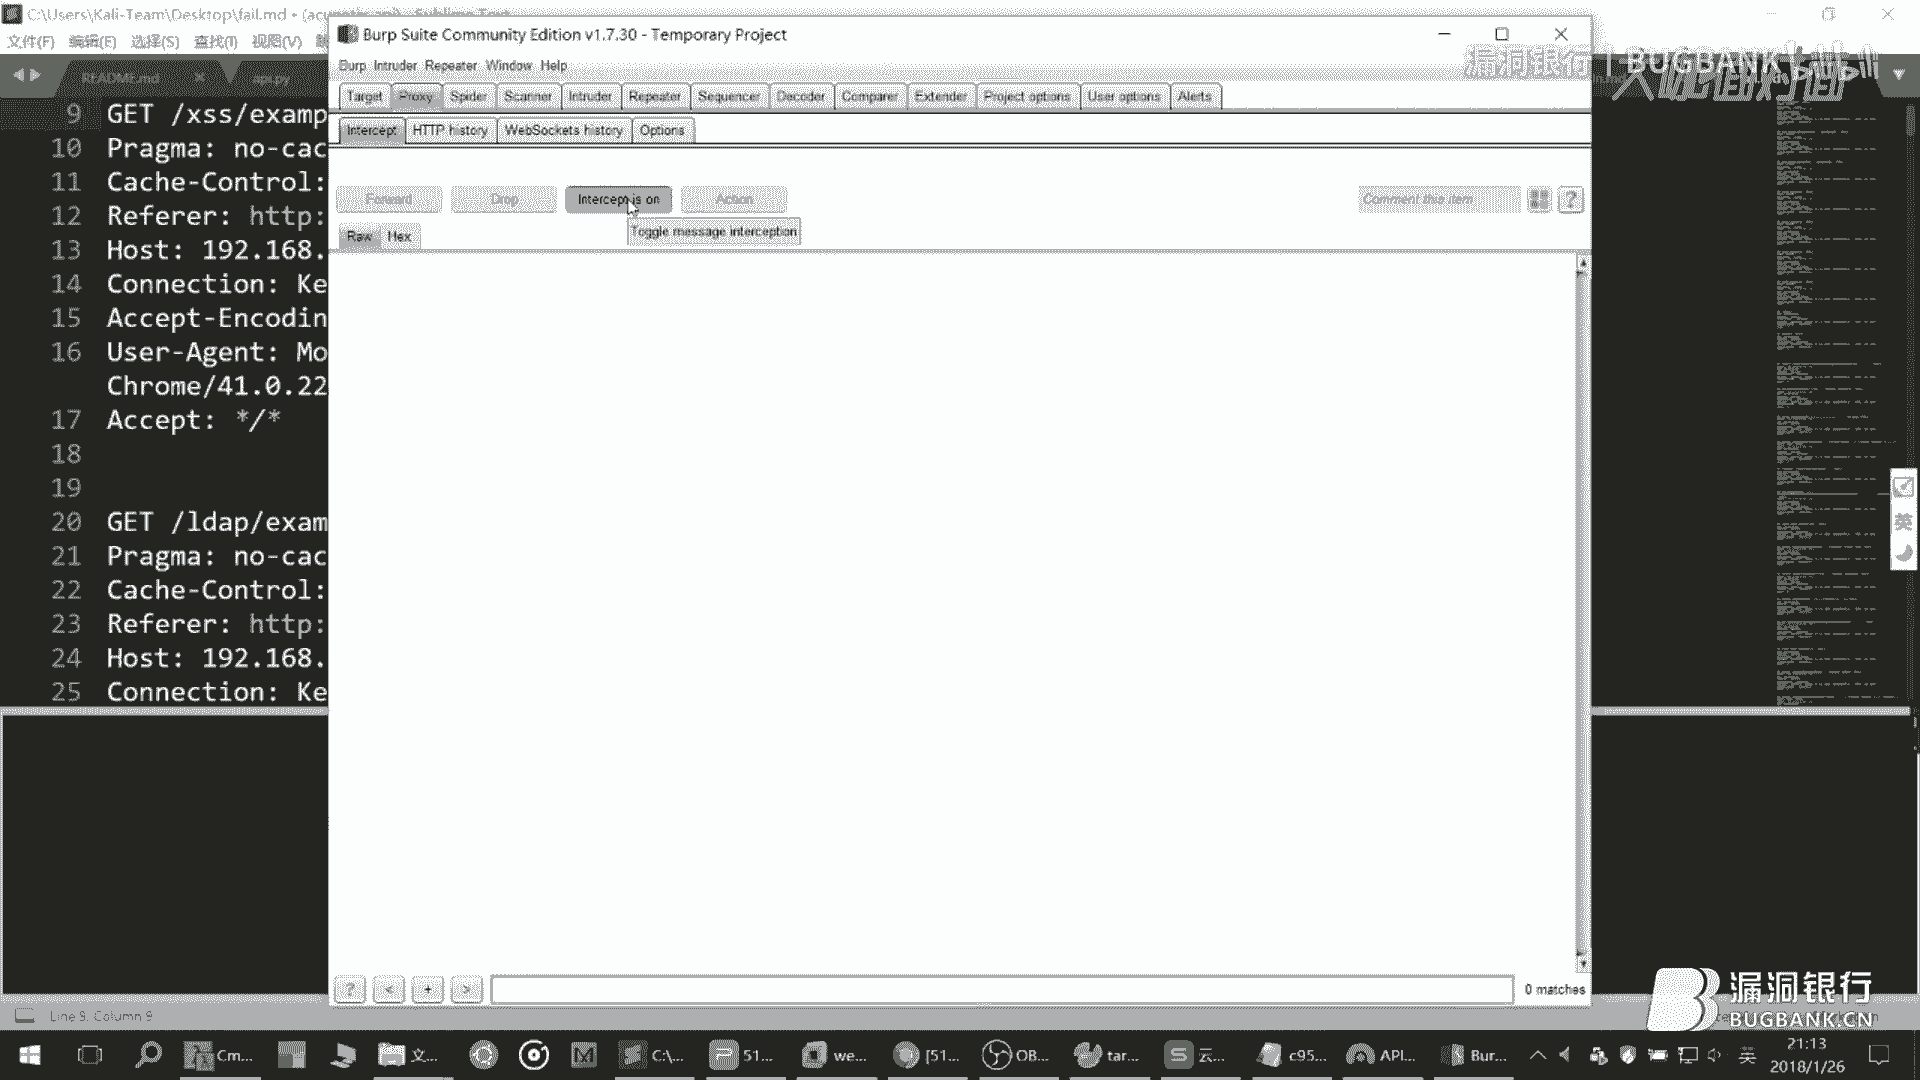 C:\Users\Kali-Team\Desktop\fail.md
文件(F) 编辑(E) 选择(S) 查找(I) 视图(V)
README.md
api.py
Burp Suite Community Edition v1.7.30 - Temporary Project
Burp Intruder Repeater Window Help
漏洞银行 | BUGBANK
大咖面对面
Target Proxy Spider Scanner Intruder Repeater Sequencer Decoder Comparer Extender Project options User options Alerts
Intercept HTTP history WebSockets history Options
Forward Drop Intercept is on Action
Comment this item
?
Toggle message interception
Raw Hex
9 GET /xss/examp
10 Pragma: no-cac
11 Cache-Control:
12 Referer: http:
13 Host: 192.168.
14 Connection: Ke
15 Accept-Encodin
16 User-Agent: Mo
Chrome/41.0.22
17 Accept: */*
18
19
20 GET /ldap/exam
21 Pragma: no-cac
22 Cache-Control:
23 Referer: http:
24 Host: 192.168.
25 Connection: Ke
英
? < + >
0 matches
Line 9, Column 9
漏洞银行
BUGBANK.CN
Cm... 文... C:\... 51... we... [51... OB... tar... 云... c95... API... Bur...
英
21:13
2018/1/26